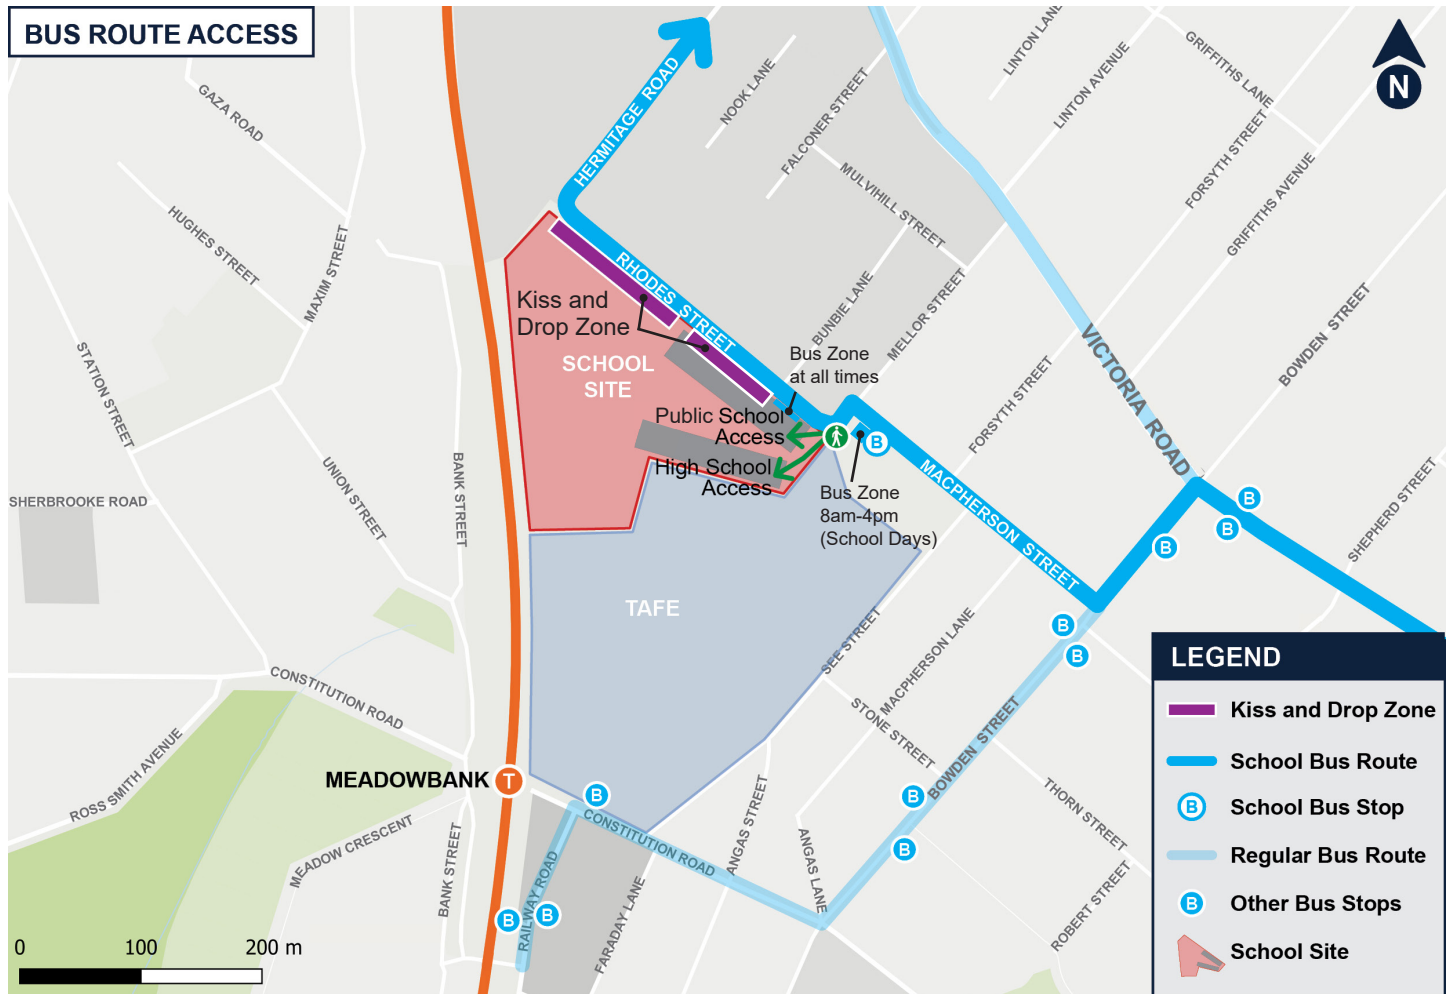 BUS ROUTE ACCESS
N
HERMITAGE ROAD
NOOK LANE
FALCONER STREET
LINTON LANE
LINTON AVENUE
GRIFFITHS LANE
FORSYTH STREET
GRIFFITHS AVENUE
GAZA ROAD
HUGHES STREET
MAXIM STREET
MULVIHILL STREET
RHODES STREET
BUNBIE LANE
MELLOR STREET
Kiss and
Drop Zone
SCHOOL
SITE
Bus Zone
at all times
VICTORIA ROAD
BOWDEN STREET
STATION STREET
FORSYTH STREET
Public School
Access
High School
Access
B
Bus Zone
8am-4pm
(School Days)
MACPHERSON STREET
SHERBROOKE ROAD
UNION STREET
BANK STREET
SHEPHERD STREET
B
B
B
TAFE
B
B
SEE STREET
MACPHERSON LANE
STONE STREET
BOWDEN STREET
CONSTITUTION ROAD
ROSS SMITH AVENUE
MEADOWBANK
T
B
B
B
CONSTITUTION ROAD
THORN STREET
MEADOW CRESCENT
BANK STREET
RAILWAY ROAD
B
B
FARADAY LANE
ANGAS STREET
ANGAS LANE
ROBERT STREET
0 100 200 m
LEGEND
Kiss and Drop Zone
School Bus Route
B School Bus Stop
Regular Bus Route
B Other Bus Stops
School Site